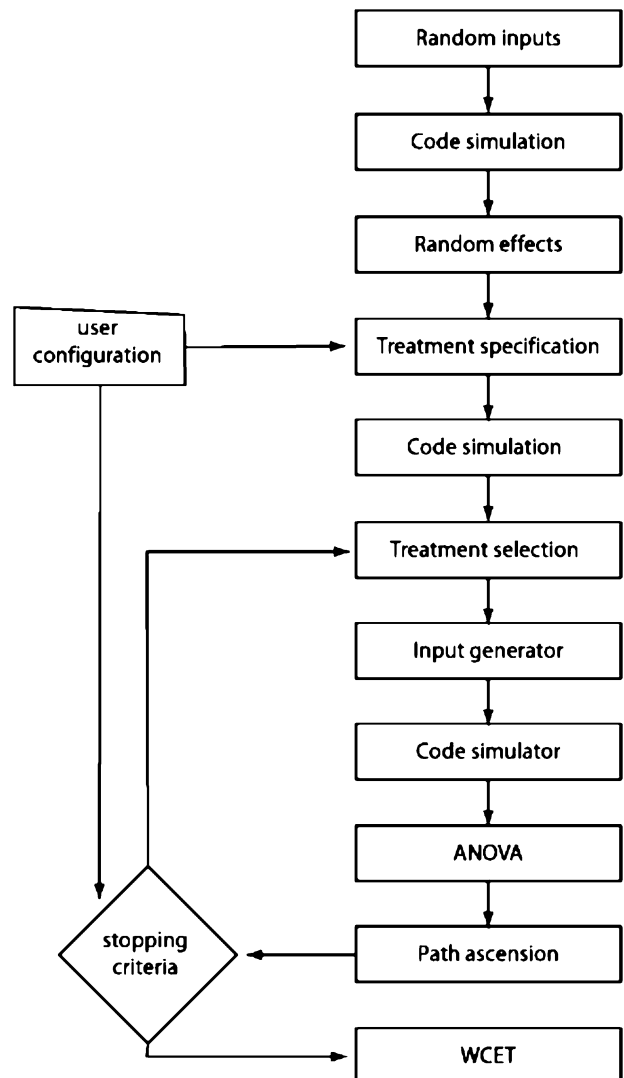 Random inputs
Code simulation
Random effects
user
configuration
Treatment specification
Code simulation
Treatment selection
Input generator
Code simulator
ANOVA
stopping
criteria
Path ascension
WCET